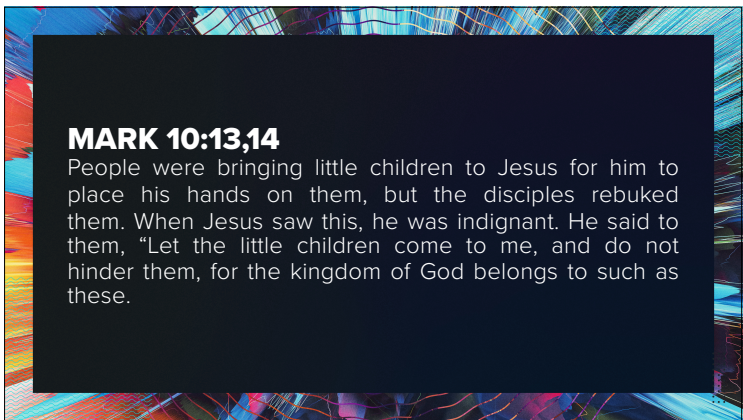 MARK 10:13,14
People were bringing little children to Jesus for him to
place his hands on them, but the disciples rebuked
them. When Jesus saw this, he was indignant. He said to
them, “Let the little children come to me, and do not
hinder them, for the kingdom of God belongs to such as
these.